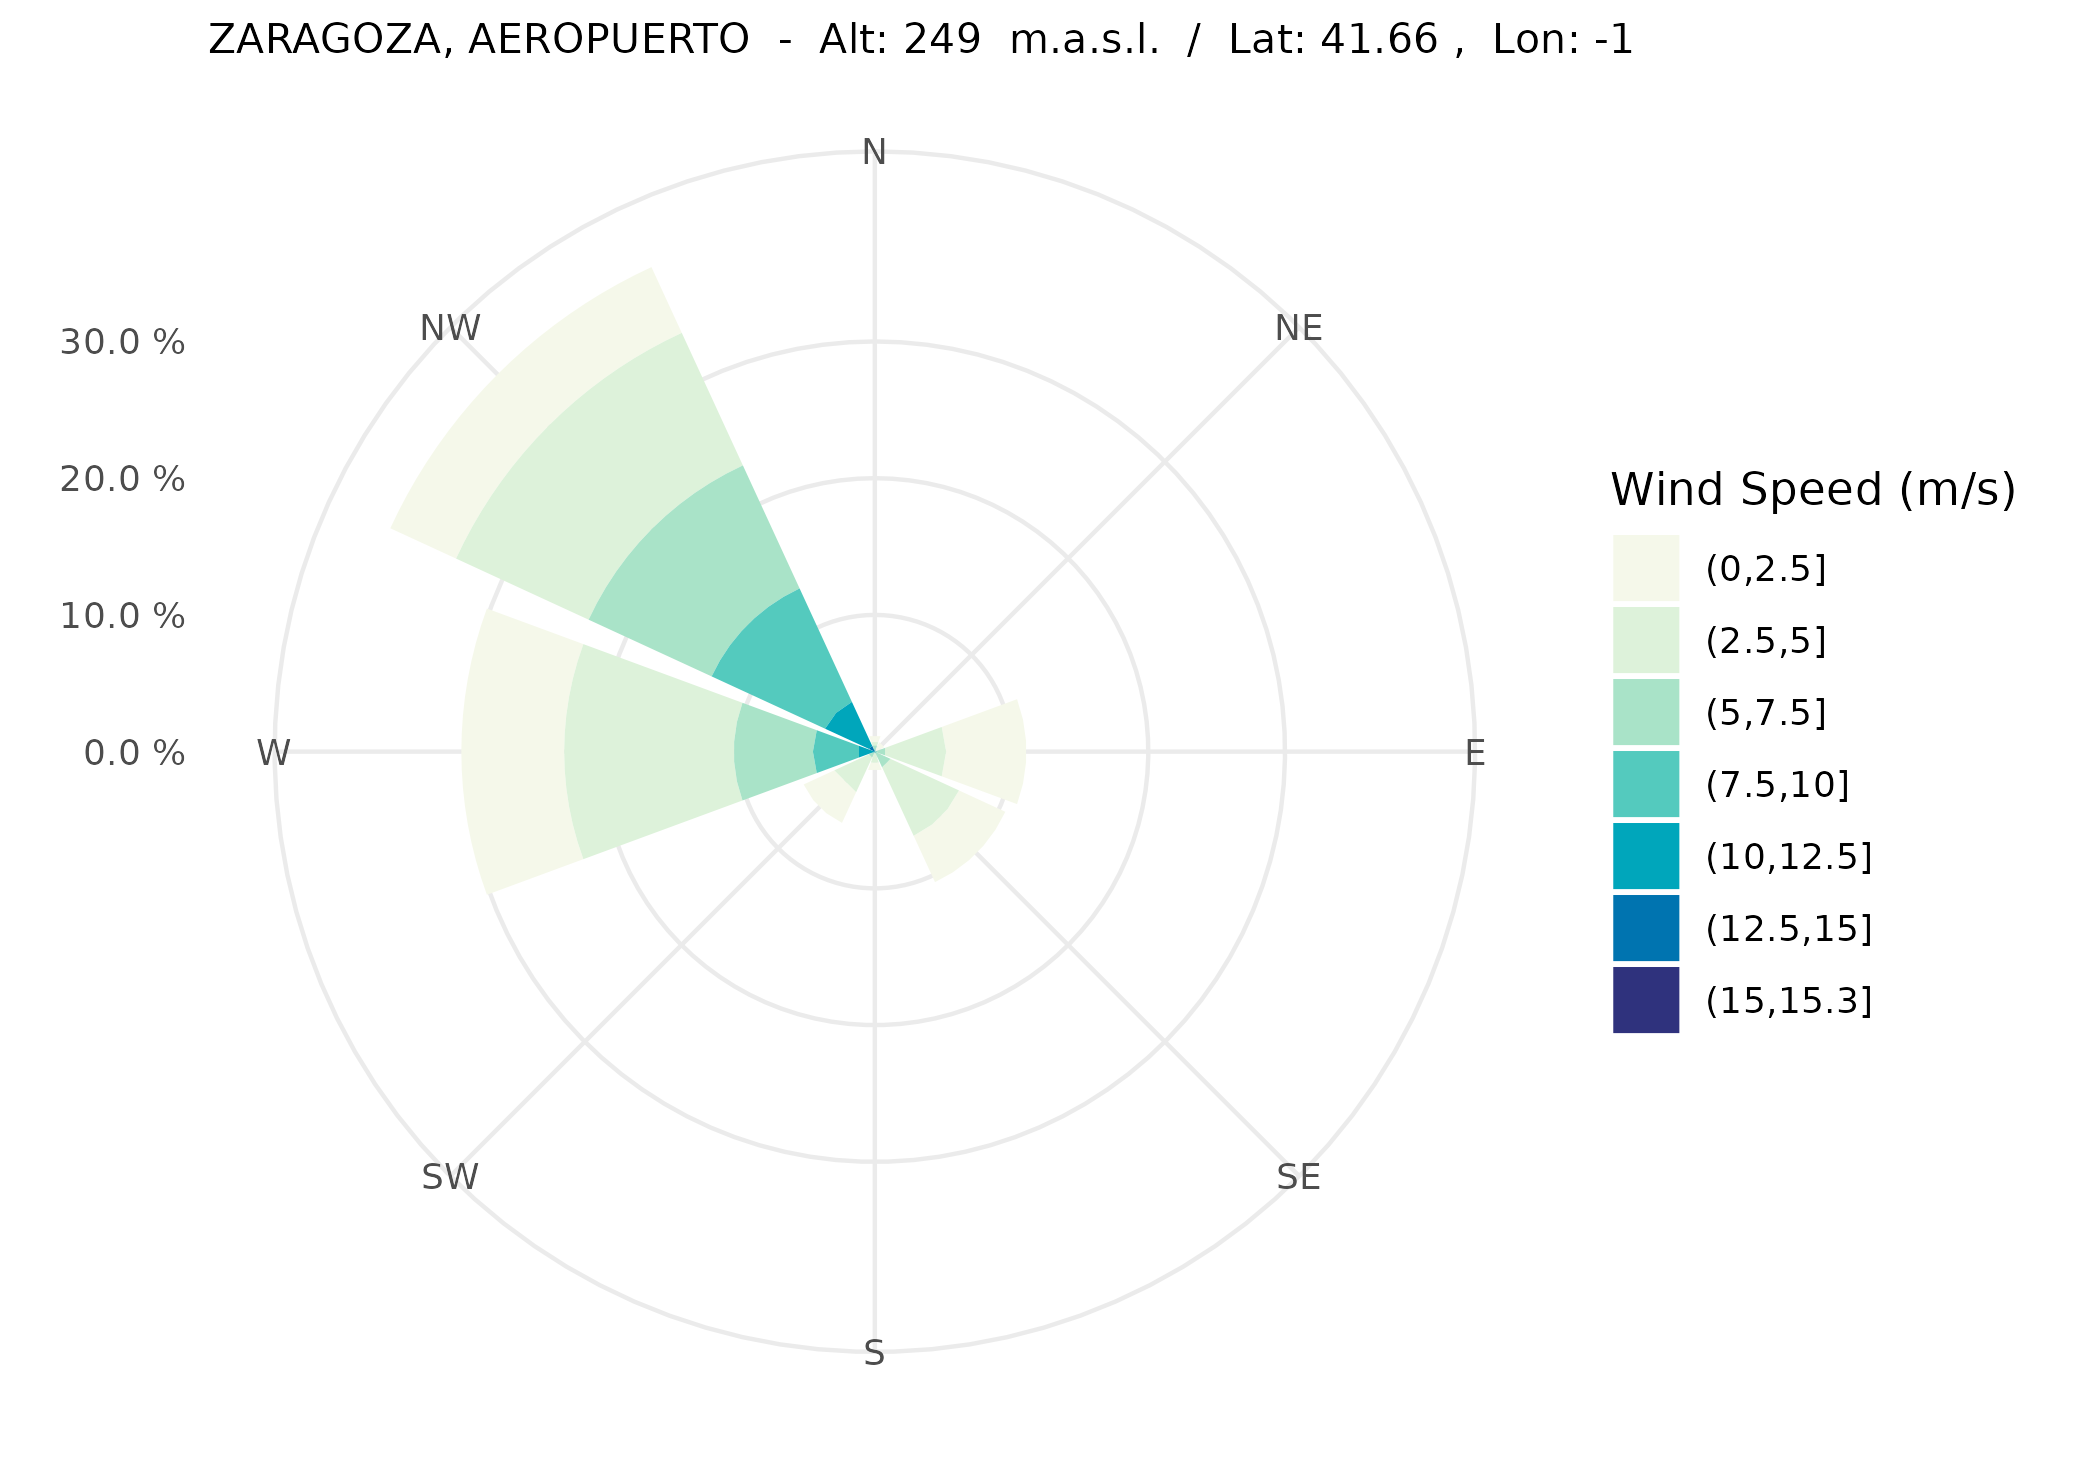 ZARAGOZA, AEROPUERTO  -  Alt: 249  m.a.s.l.  /  Lat: 41.66 ,  Lon: -1
N
NW
NE
30.0 %
20.0 %
10.0 %
0.0 %
W
E
SW
SE
S
Wind Speed (m/s)
(0,2.5]
(2.5,5]
(5,7.5]
(7.5,10]
(10,12.5]
(12.5,15]
(15,15.3]